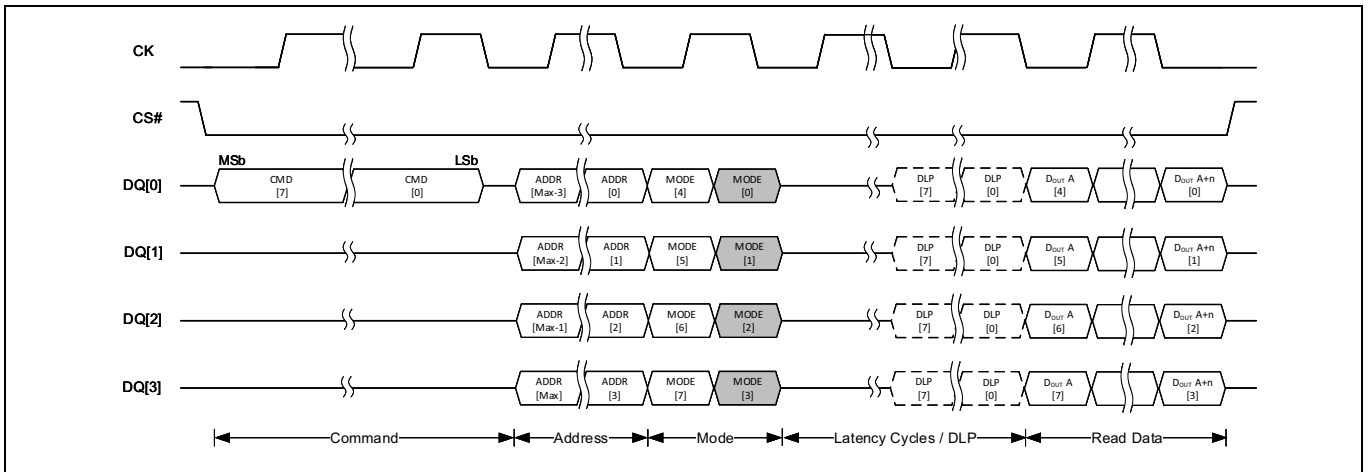 CK
CS#
MSb LSb
DQ[0] CMD [7] CMD [0] ADDR [Max-3] ADDR [0] MODE [4] MODE [0] DLP [7] DLP [0] DOUT A [4] DOUT A+n [0]
DQ[1] ADDR [Max-2] ADDR [1] MODE [5] MODE [1] DOUT A [5] DOUT A+n [1]
DQ[2] ADDR [Max-1] ADDR [2] MODE [6] MODE [2] DLP [7] DLP [0] DOUT A [6] DOUT A+n [2]
DQ[3] ADDR [Max] ADDR [3] MODE [7] MODE [3] DLP [7] DLP [0] DOUT A [7] DOUT A+n [3]
Command Address Mode Latency Cycles / DLP Read Data